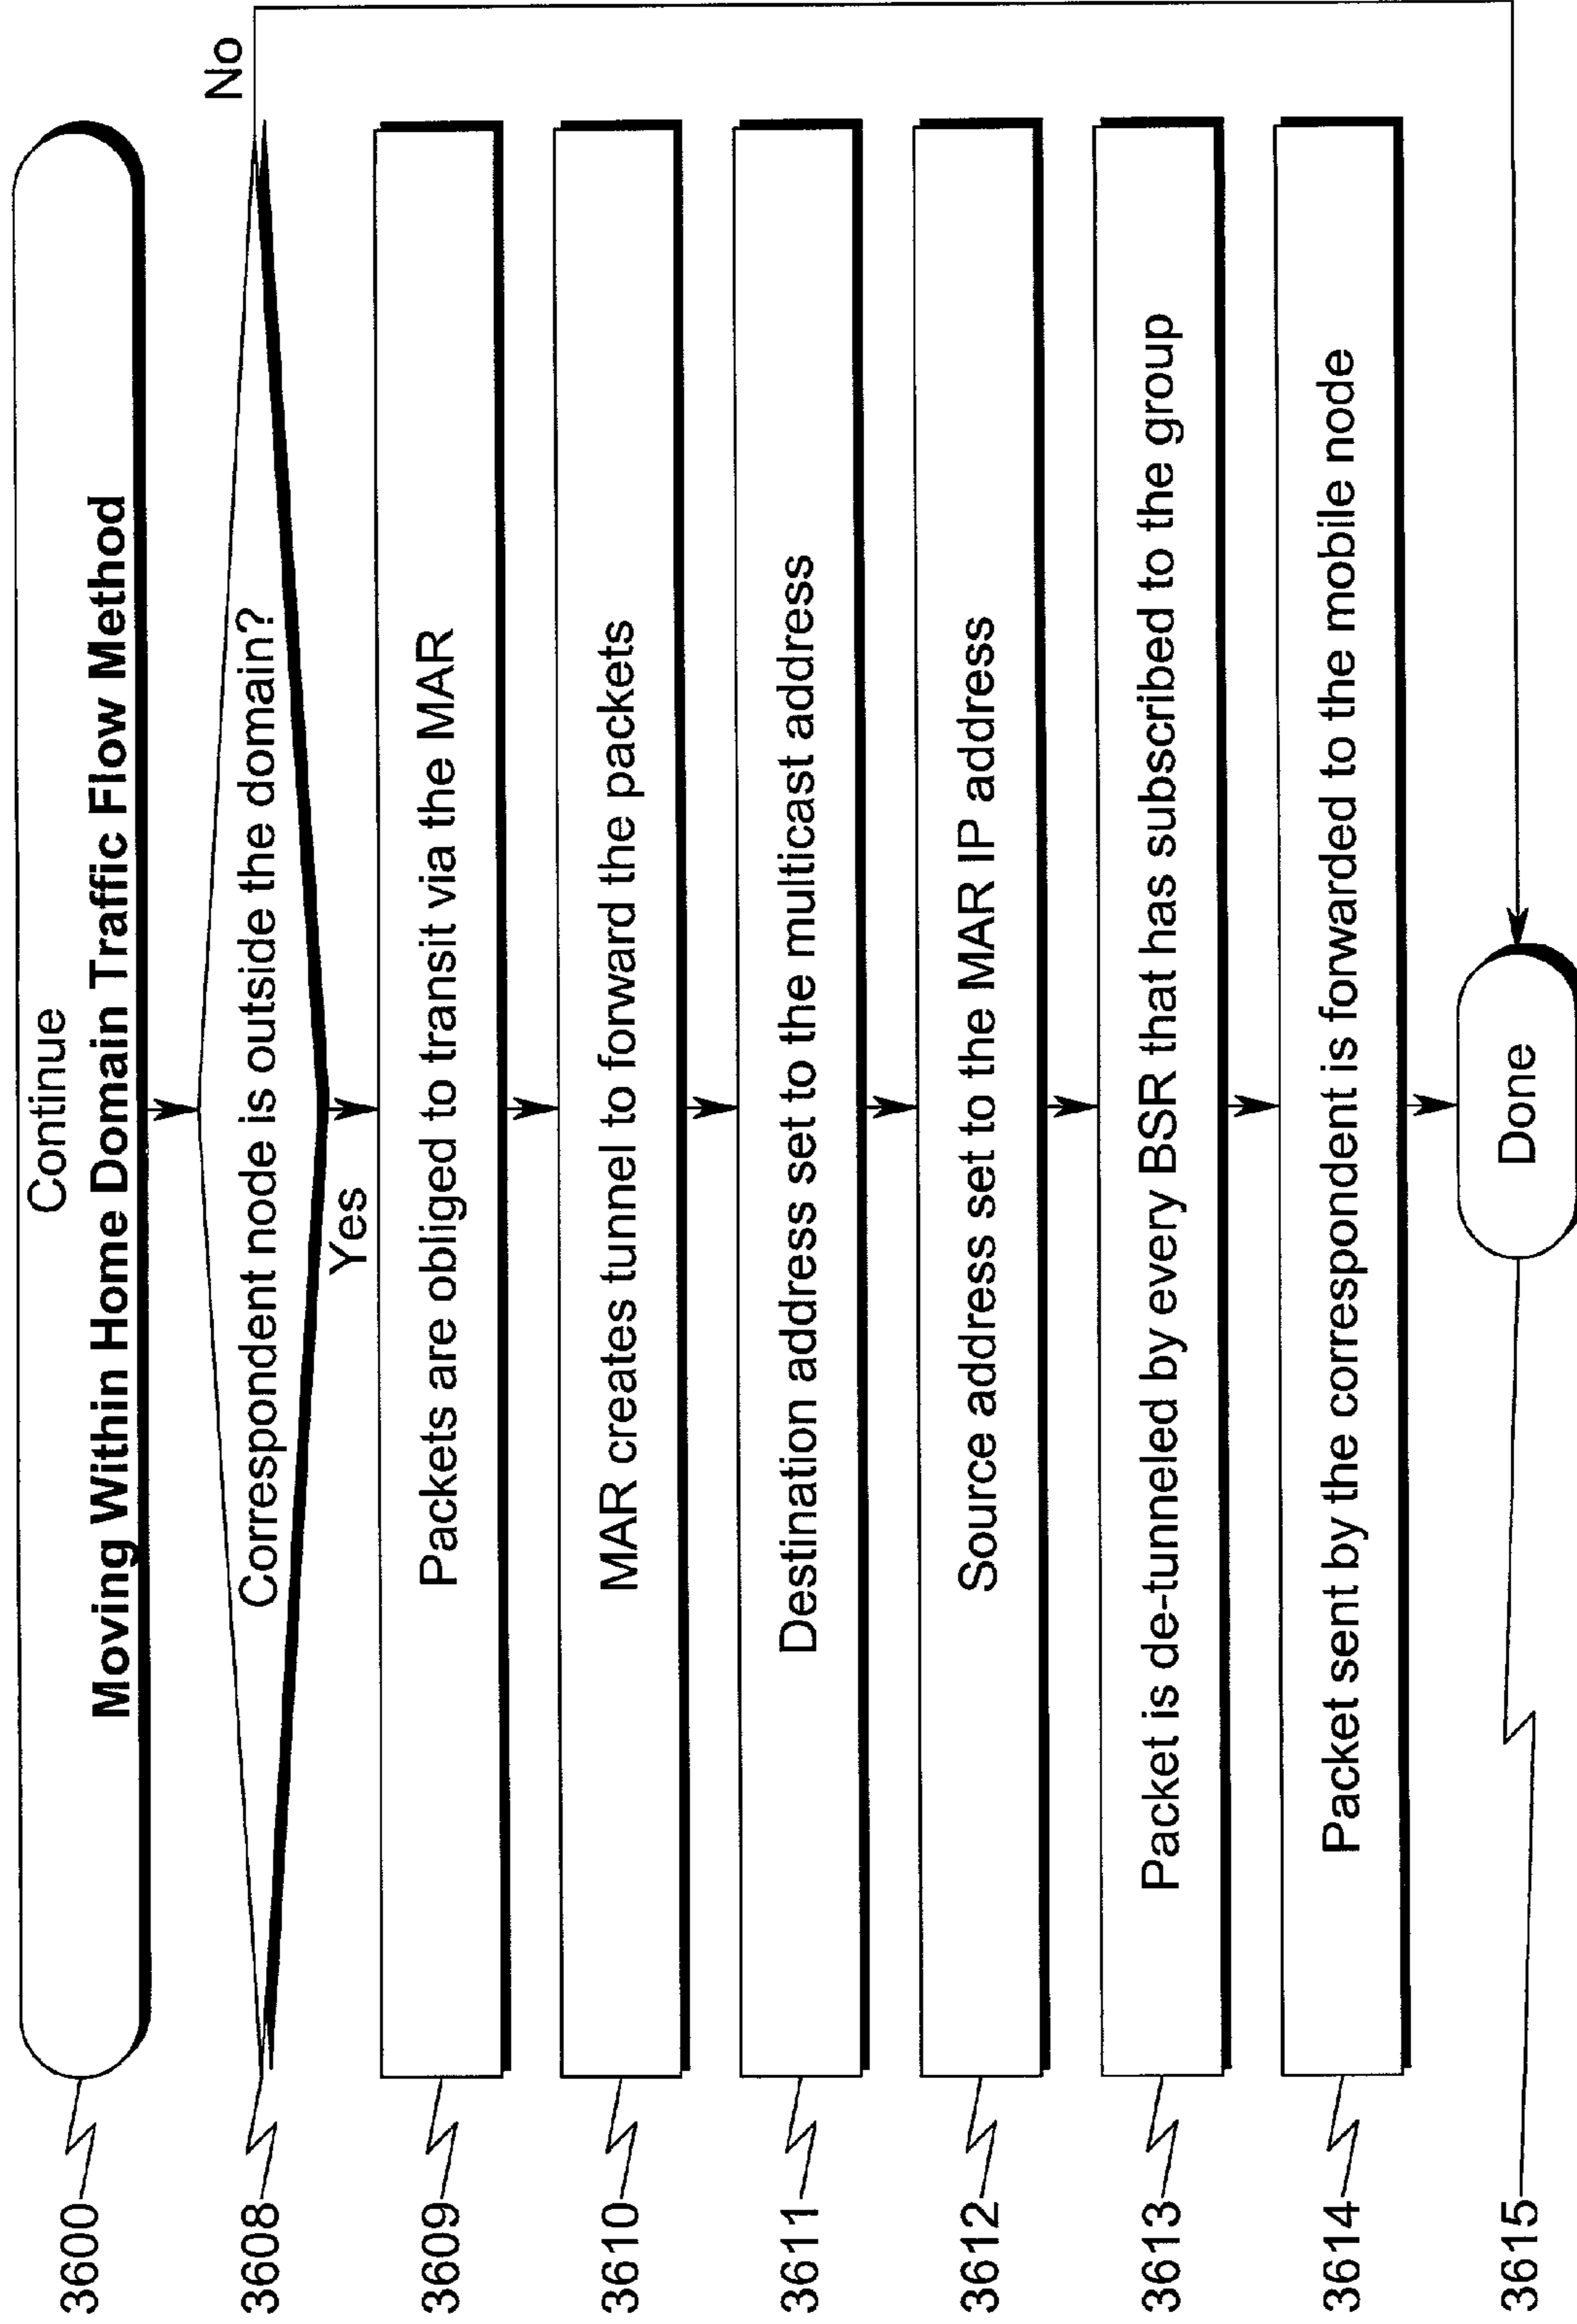 3600
Continue
Moving Within Home Domain Traffic Flow Method
3608
Correspondent node is outside the domain?
No
Yes
3609
Packets are obliged to transit via the MAR
3610
MAR creates tunnel to forward the packets
3611
Destination address set to the multicast address
3612
Source address set to the MAR IP address
3613
Packet is de-tunneled by every BSR that has subscribed to the group
3614
Packet sent by the correspondent is forwarded to the mobile node
3615
Done